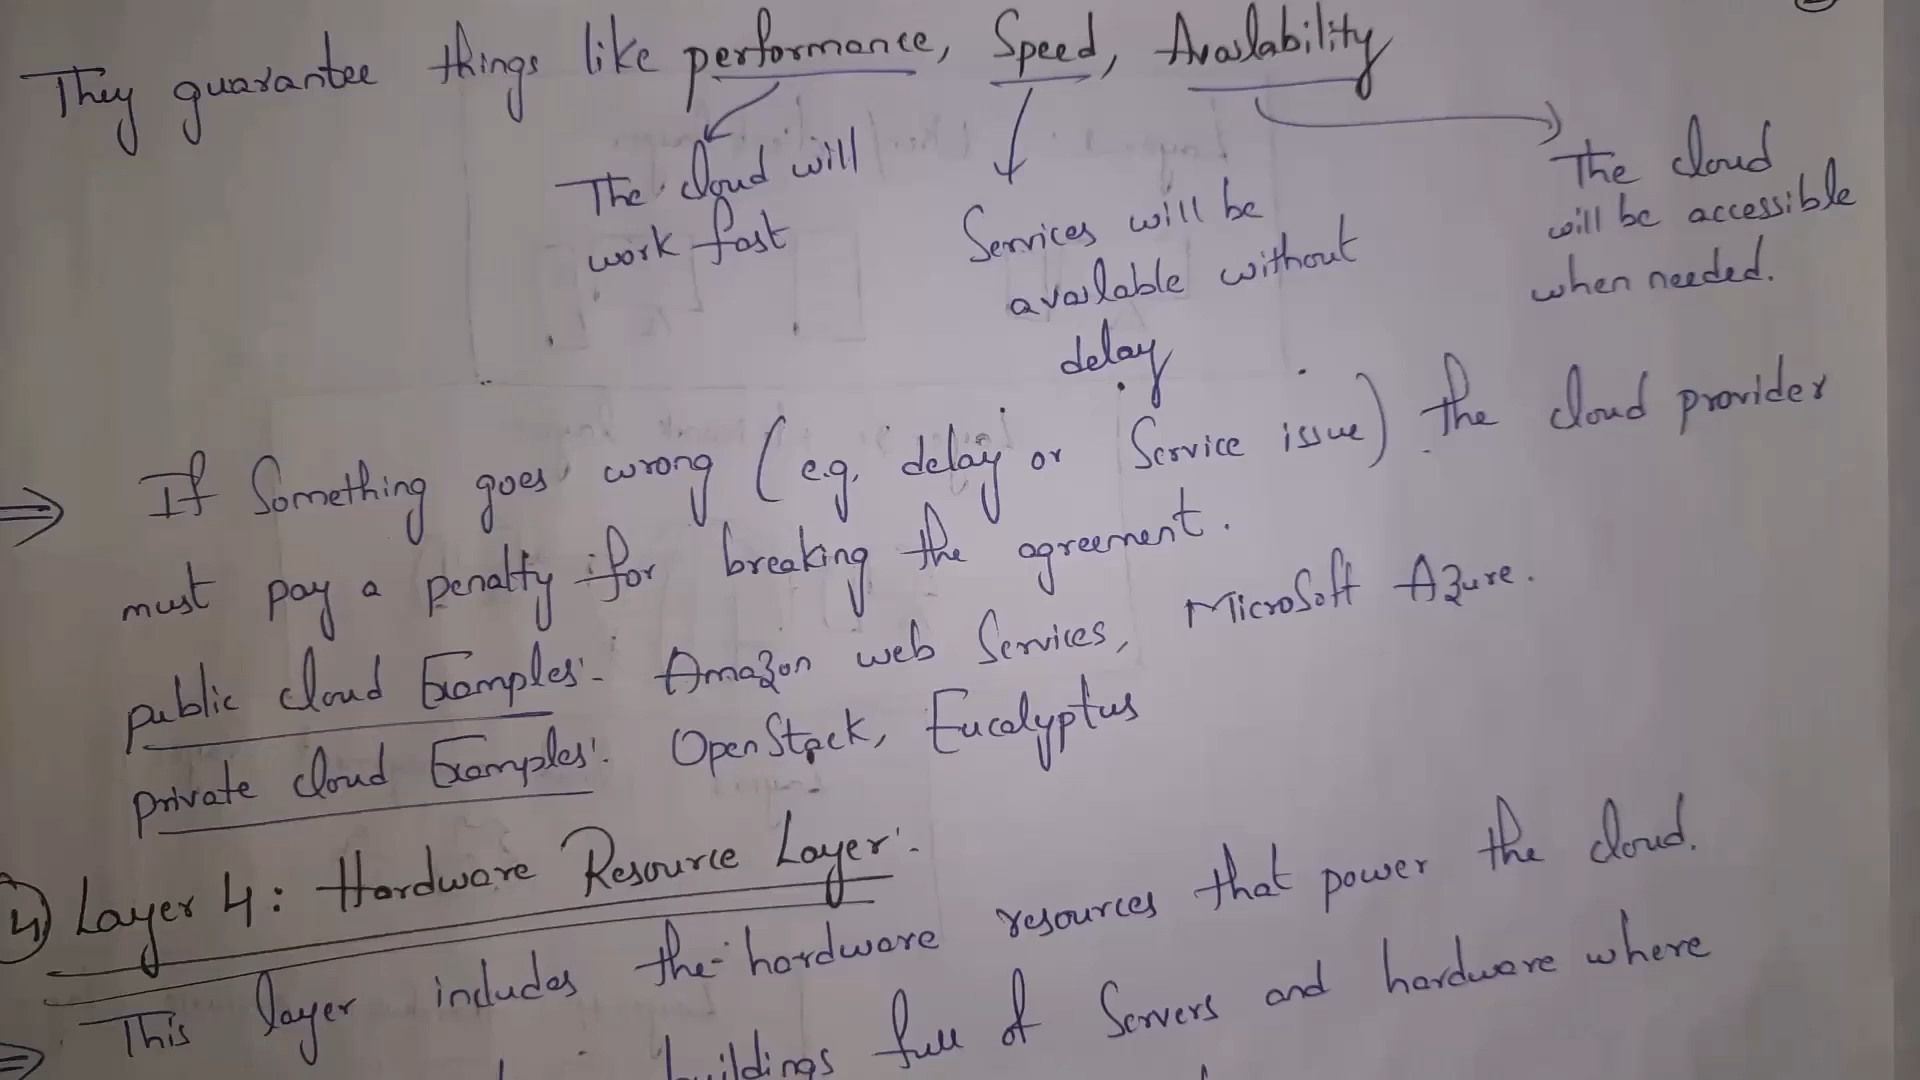 They guarantee things like performance, Speed, Availability
The cloud will
work fast
Services will be
available without
delay
The cloud
will be accessible
when needed.
⇒ If Something goes wrong (e.g. delay or Service issue) the cloud provider
must pay a penalty for breaking the agreement.
public cloud Examples:- Amazon web Services, MicroSoft Azure.
private cloud Examples: OpenStack, Eucalyptus
4) Layer 4: Hardware Resource Layer:
This layer includes the hardware resources that power the cloud.
⇒ buildings full of Servers and hardware where